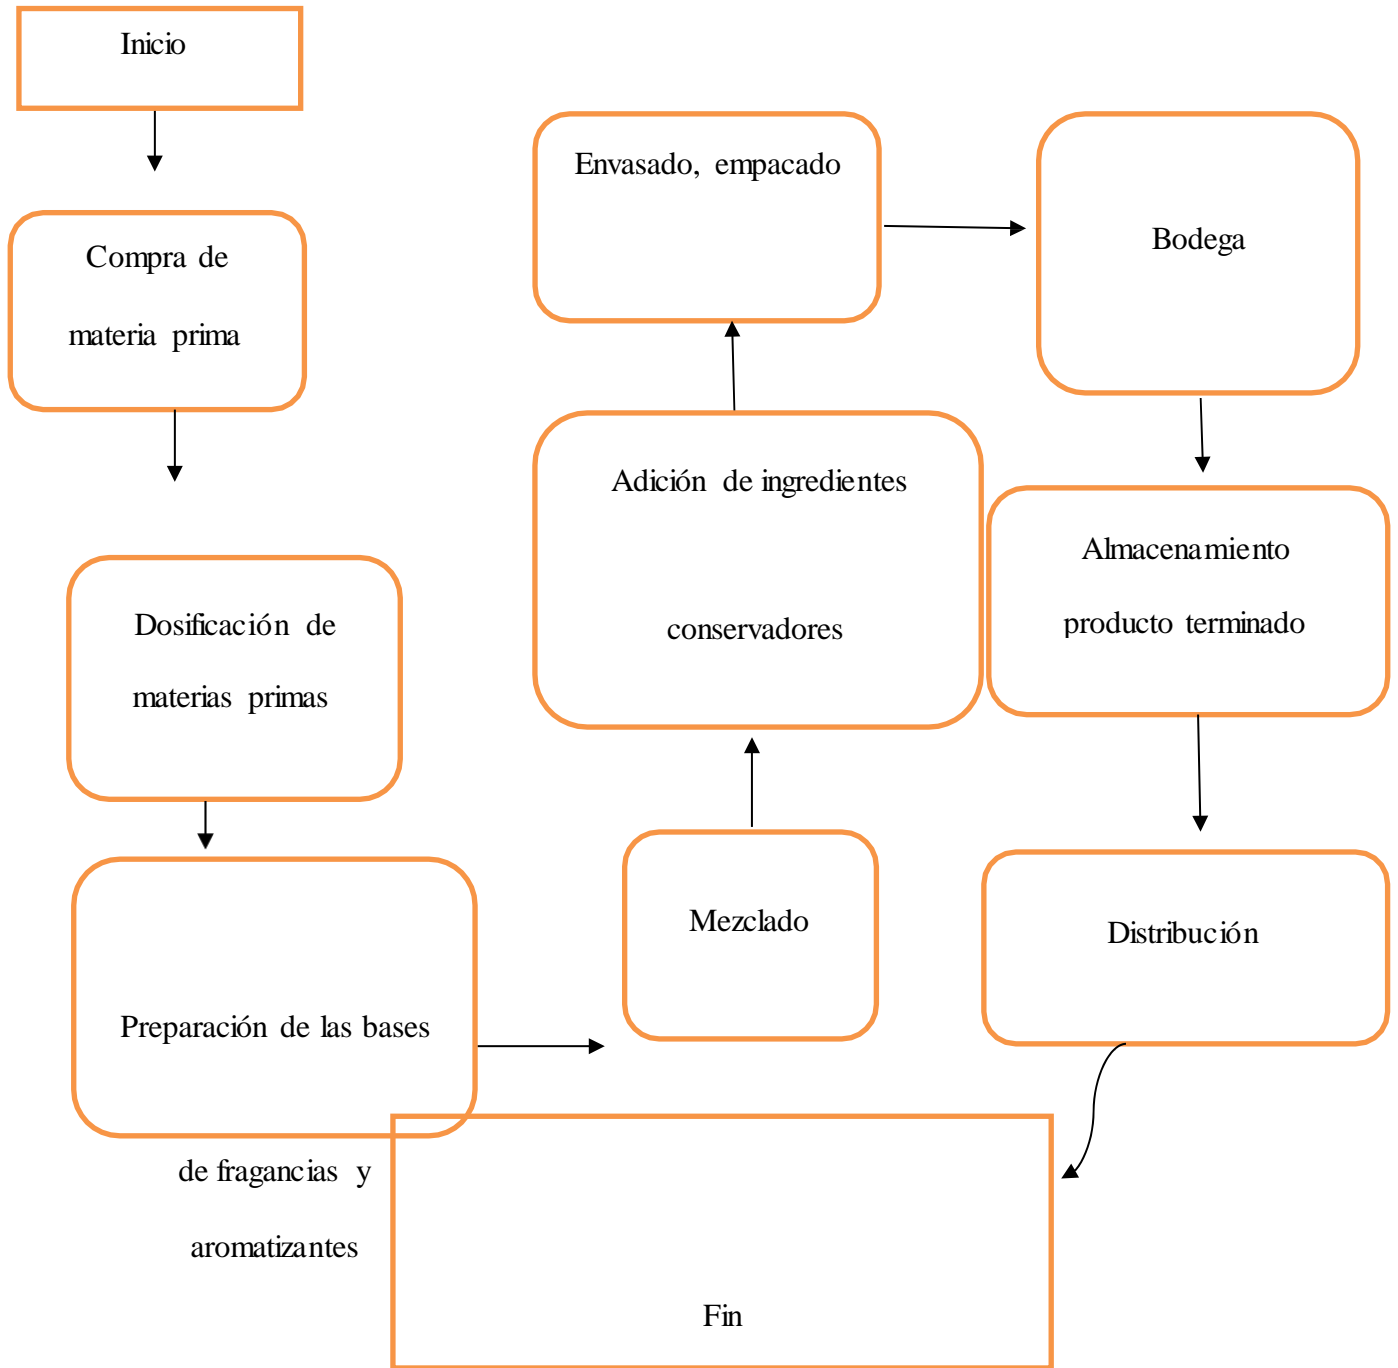 Inicio
Compra de
materia prima
Dosificación de
materias primas
Preparación de las bases
de fragancias y
aromatizantes
Mezclado
Adición de ingredientes
conservadores
Envasado, empacado
Bodega
Almacenamiento
producto terminado
Distribución
Fin